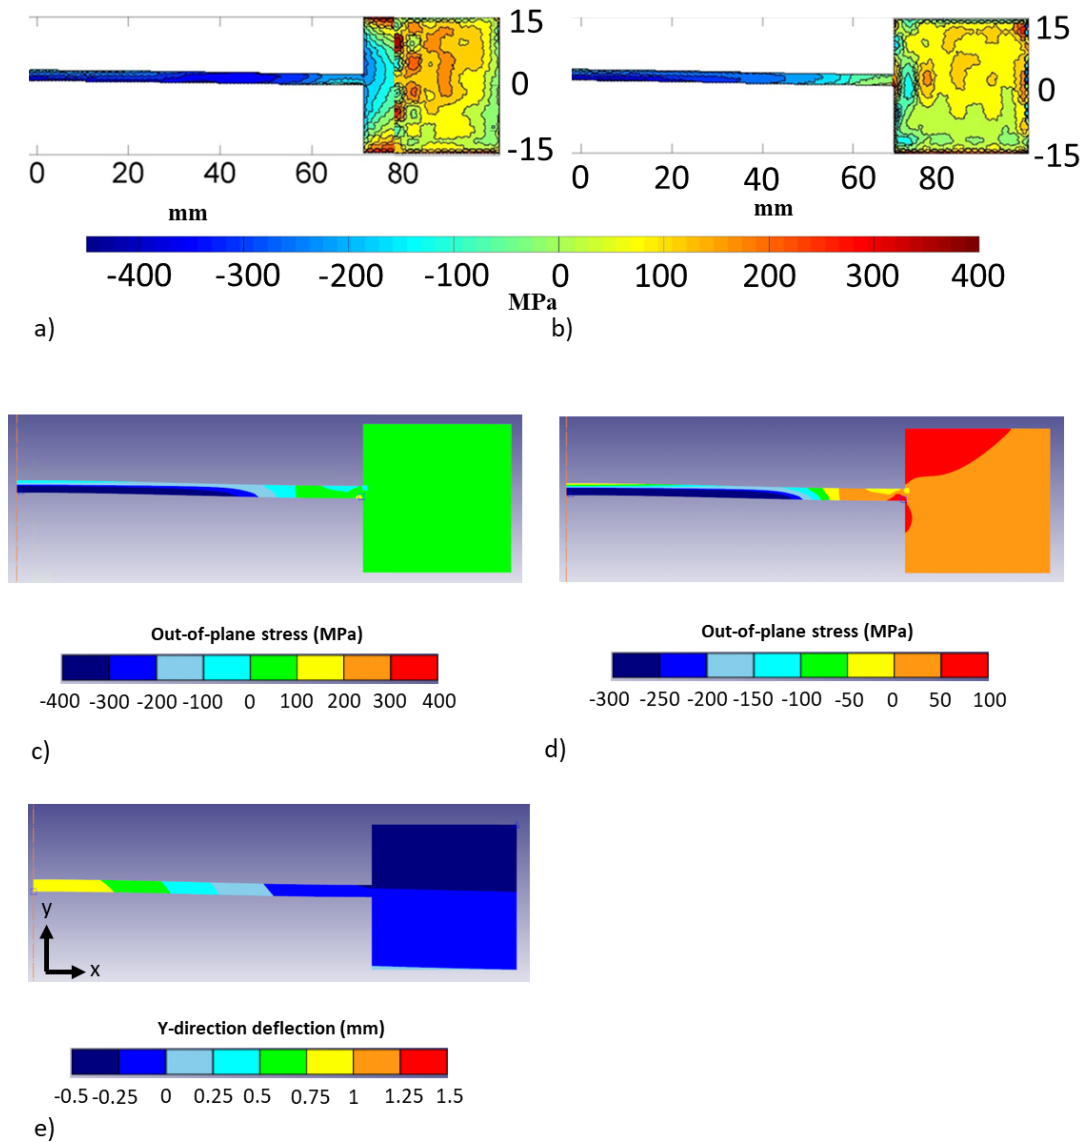 15
0
-15
0 20 40 60 80
mm
15
0
-15
0 20 40 60 80
mm
-400 -300 -200 -100 0 100 200 300 400
MPa
a)
b)
Out-of-plane stress (MPa)
-400 -300 -200 -100 0 100 200 300 400
c)
Out-of-plane stress (MPa)
-300 -250 -200 -150 -100 -50 0 50 100
d)
y
x
Y-direction deflection (mm)
-0.5 -0.25 0 0.25 0.5 0.75 1 1.25 1.5
e)